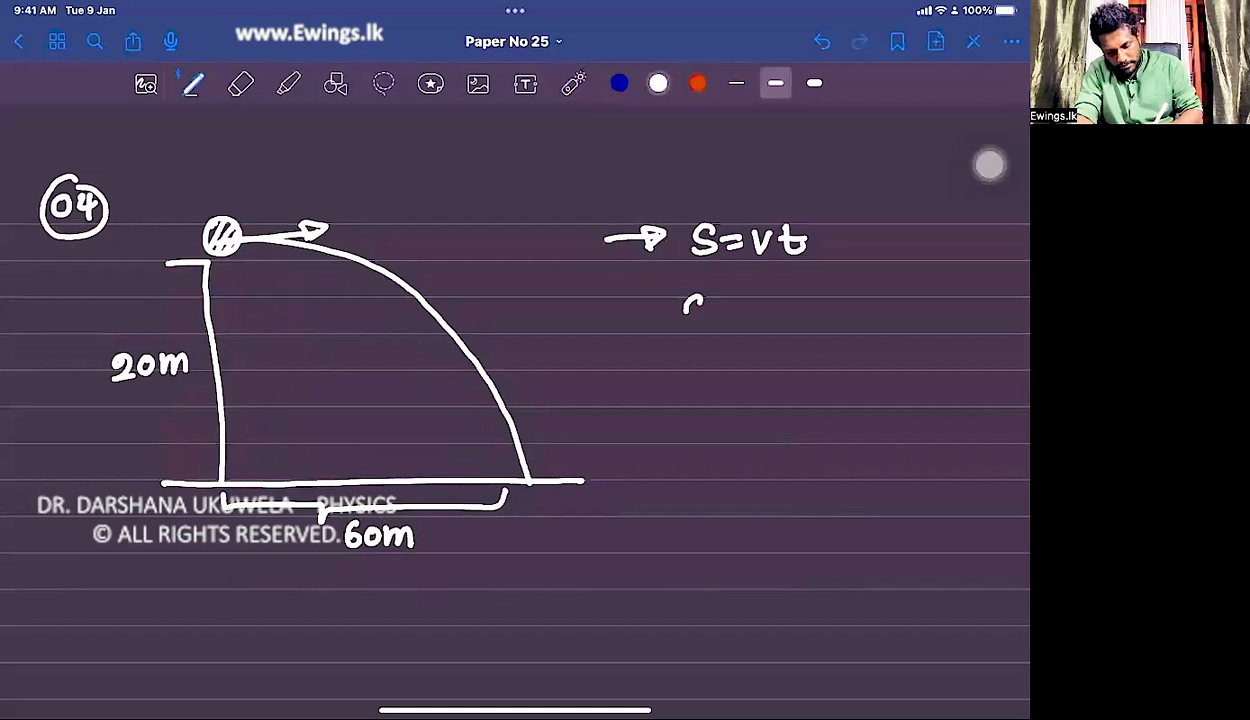 9:41 AM Tue 9 Jan
100%
www.Ewings.lk
Paper No 25
T
Ewings.lk
04
S=vt
20m
DR. DARSHANA UKUWELA PHYSICS
© ALL RIGHTS RESERVED.
60m